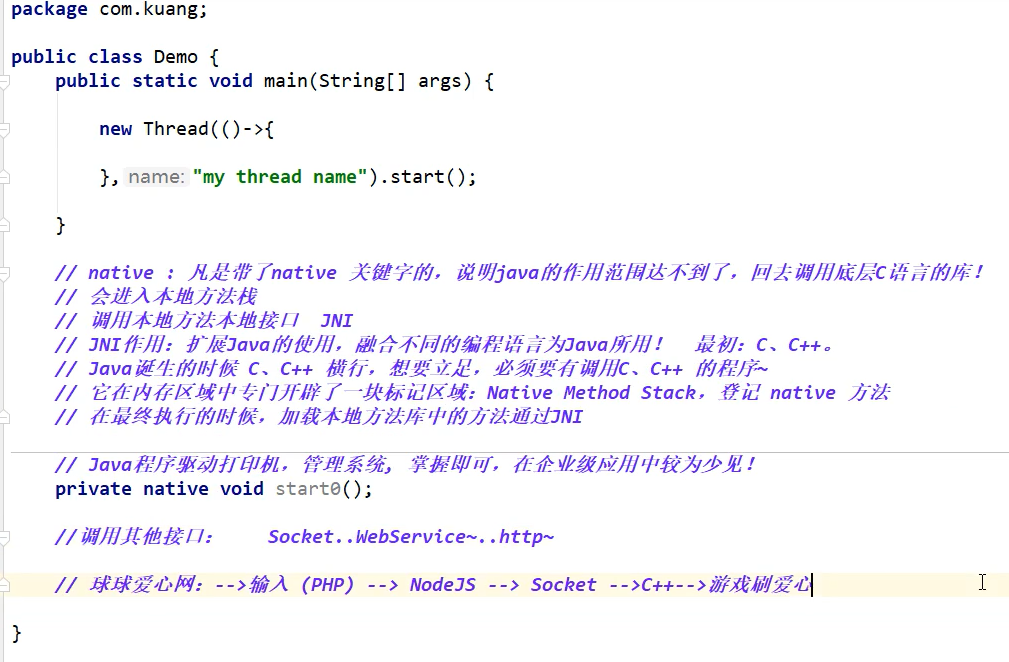 package com.kuang;
public class Demo {
public static void main(String[] args) {
new Thread(()->{
}, name: "my thread name").start();
}
// native : 凡是带了native 关键字的，说明java的作用范围达不到了，回去调用底层C语言的库！
// 会进入本地方法栈
// 调用本地方法本地接口  JNI
// JNI作用：扩展Java的使用，融合不同的编程语言为Java所用！  最初：C、C++。
// Java诞生的时候 C、C++ 横行，想要立足，必须要有调用C、C++ 的程序~
// 它在内存区域中专门开辟了一块标记区域：Native Method Stack，登记 native 方法
// 在最终执行的时候，加载本地方法库中的方法通过JNI
// Java程序驱动打印机，管理系统, 掌握即可，在企业级应用中较为少见！
private native void start0();
//调用其他接口：    Socket..WebService~..http~
// 球球爱心网：-->输入 (PHP) --> NodeJS --> Socket -->C++-->游戏刷爱心
}